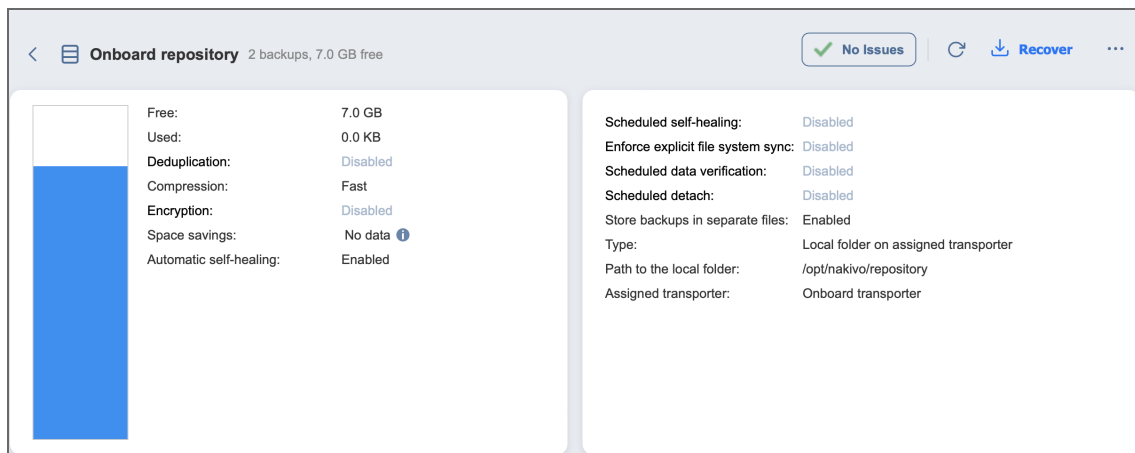 Onboard repository 2 backups, 7.0 GB free
No Issues
Recover
Free: 7.0 GB
Used: 0.0 KB
Deduplication: Disabled
Compression: Fast
Encryption: Disabled
Space savings: No data
Automatic self-healing: Enabled
Scheduled self-healing: Disabled
Enforce explicit file system sync: Disabled
Scheduled data verification: Disabled
Scheduled detach: Disabled
Store backups in separate files: Enabled
Type: Local folder on assigned transporter
Path to the local folder: /opt/nakivo/repository
Assigned transporter: Onboard transporter